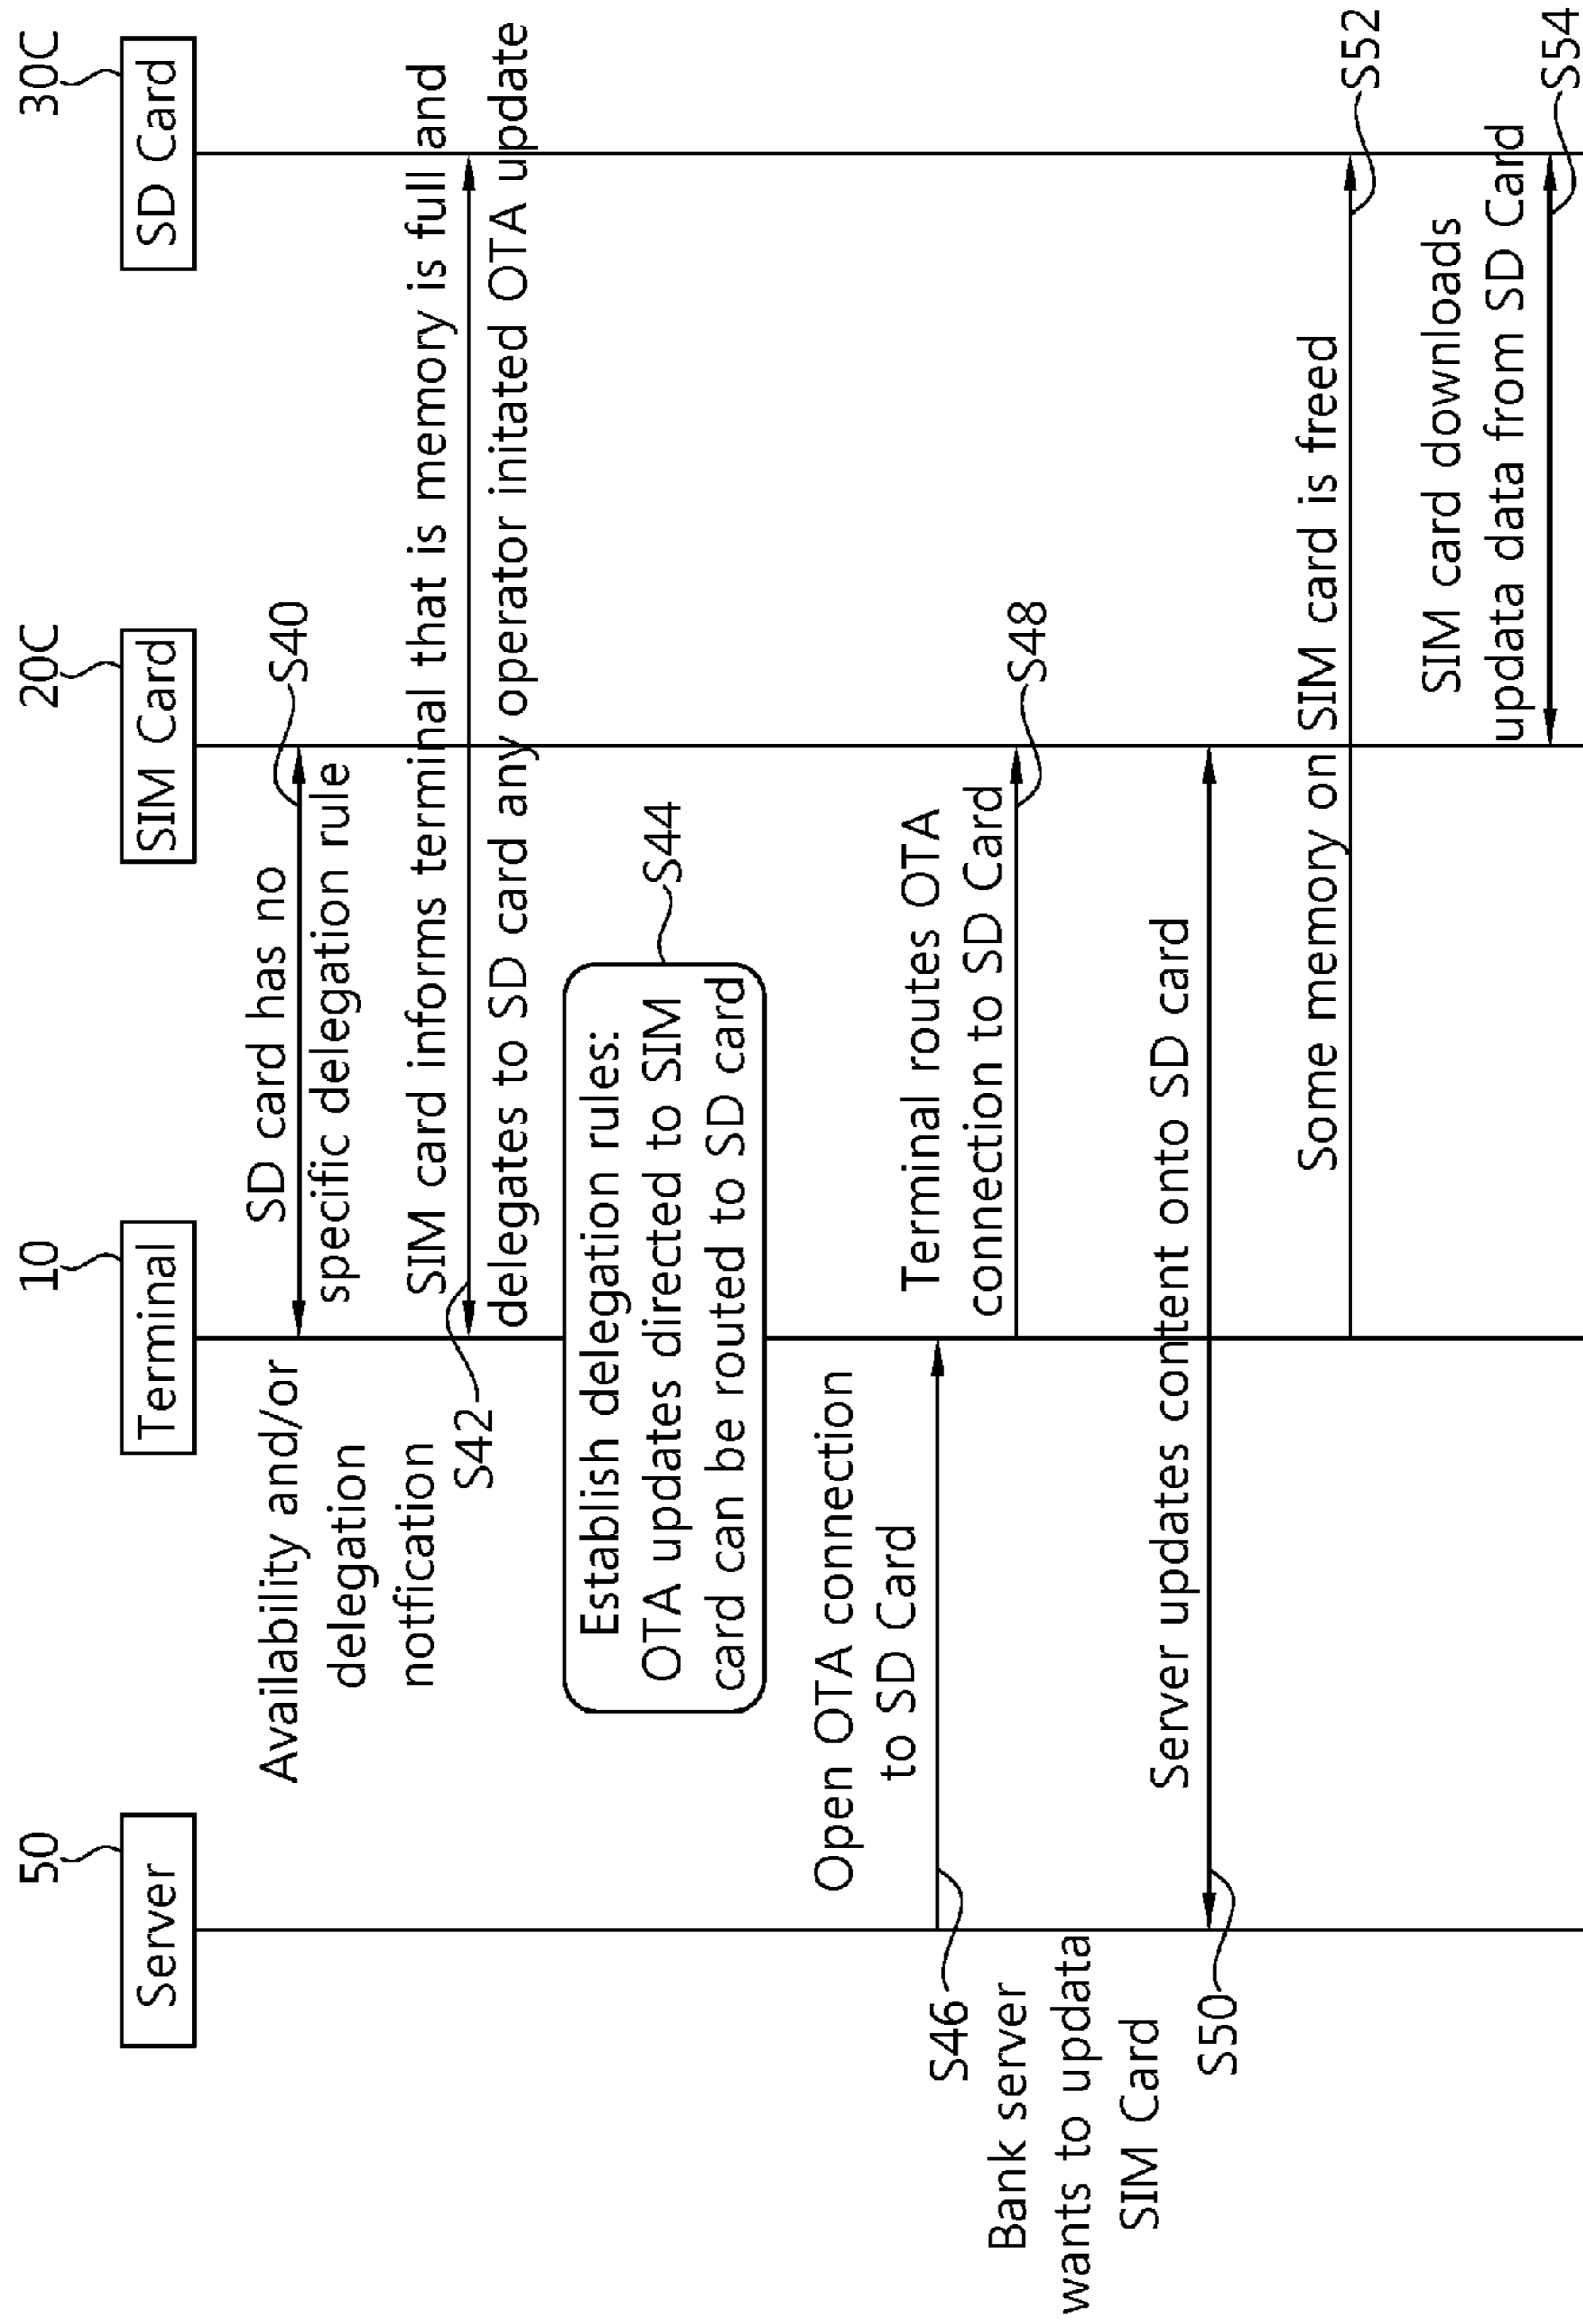 50
10
20C
30C
Server
Terminal
SIM Card
SD Card
Availability and/or
delegation
notfication
SD card has no
specific delegation rule
S40
SIM card informs terminal that is memory is full and
S42
delegates to SD card any operator initated OTA update
Establish delegation rules:
OTA updates directed to SIM
card can be routed to SD card
S44
Open OTA connection
to SD Card
S46
Bank server
wants to updata
SIM Card
Terminal routes OTA
connection to SD Card
S48
Server updates content onto SD card
S50
Some memory on SIM card is freed
S52
SIM card downloads
updata data from SD Card
S54